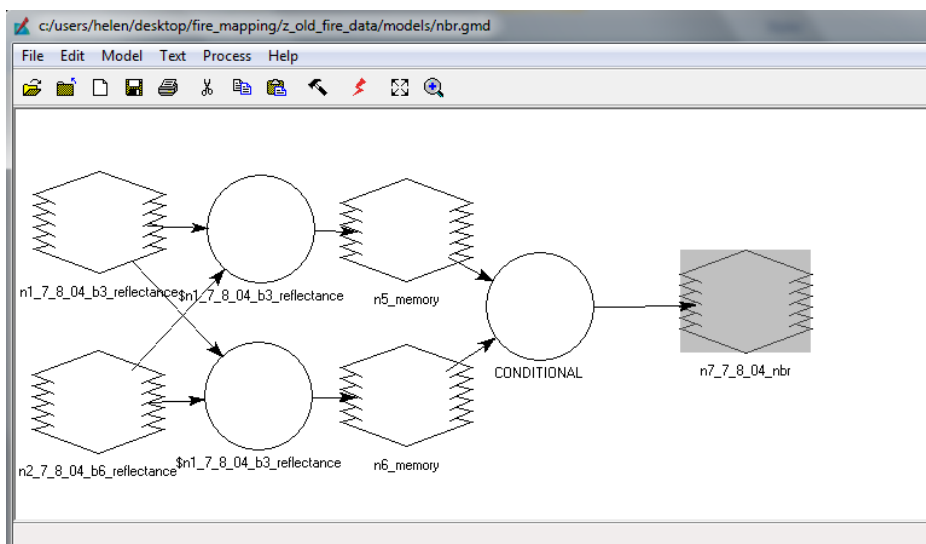 c:/users/helen/desktop/fire_mapping/z_old_fire_data/models/nbr.gmd
File Edit Model Text Process Help
n1_7_8_04_b3_reflectance
$n1_7_8_04_b3_reflectance
n5_memory
CONDITIONAL
n7_7_8_04_nbr
n2_7_8_04_b6_reflectance
$n1_7_8_04_b3_reflectance
n6_memory